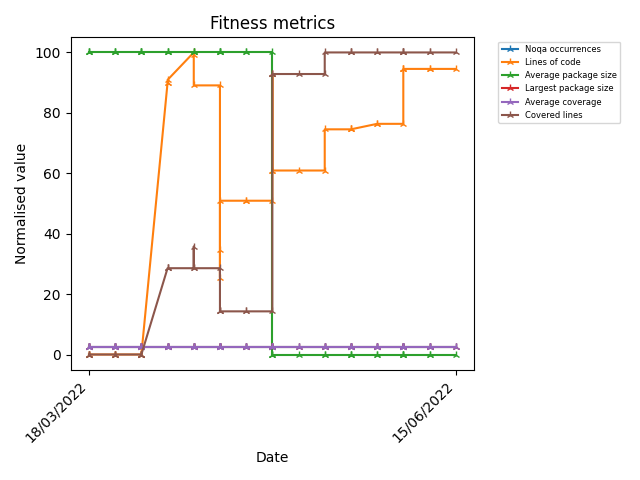 Fitness metrics
Normalised value
100
80
60
40
20
0
18/03/2022
15/06/2022
Date
Noqa occurrences
Lines of code
Average package size
Largest package size
Average coverage
Covered lines